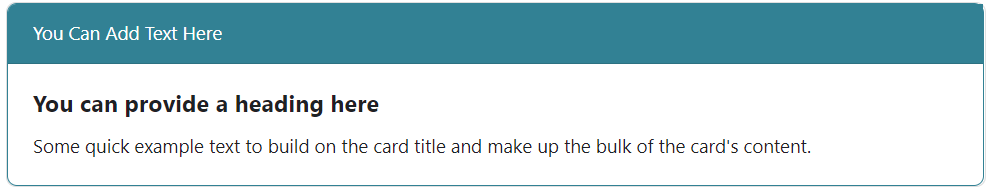 You Can Add Text Here
You can provide a heading here
Some quick example text to build on the card title and make up the bulk of the card's content.